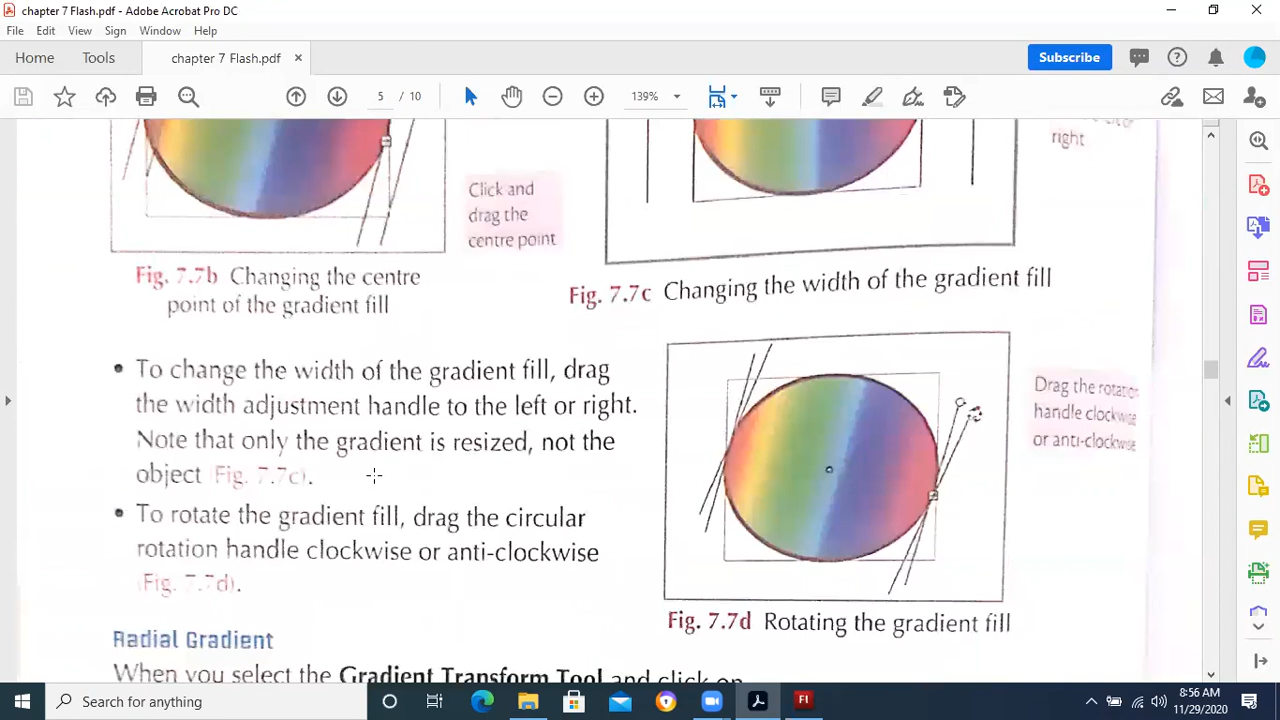 chapter 7 Flash.pdf - Adobe Acrobat Pro DC
File Edit View Sign Window Help
Home Tools chapter 7 Flash.pdf × Subscribe
5 / 10 139%
right
Click and
drag the
centre point
Fig. 7.7b Changing the centre
point of the gradient fill
Fig. 7.7c Changing the width of the gradient fill
• To change the width of the gradient fill, drag
the width adjustment handle to the left or right.
Note that only the gradient is resized, not the
object (Fig. 7.7c).
• To rotate the gradient fill, drag the circular
rotation handle clockwise or anti-clockwise
(Fig. 7.7d).
Drag the rotation
handle clockwise
or anti-clockwise
Fig. 7.7d Rotating the gradient fill
Radial Gradient
When you select the Gradient Transform Tool and click on
Search for anything
Fl
8:56 AM
11/29/2020